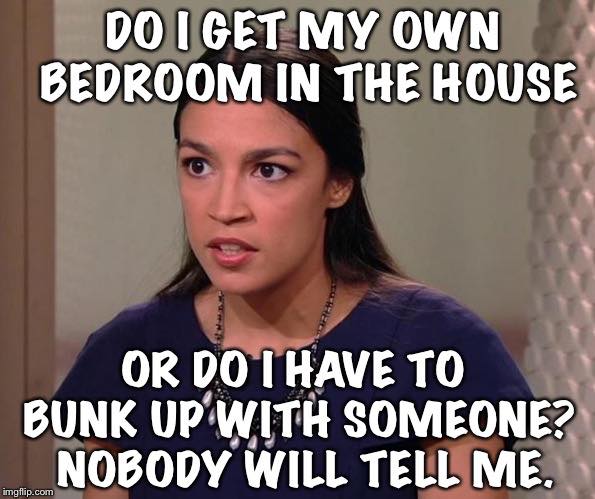 DO I GET MY OWN
BEDROOM IN THE HOUSE
OR DO I HAVE TO
BUNK UP WITH SOMEONE?
NOBODY WILL TELL ME.
imgflip.com